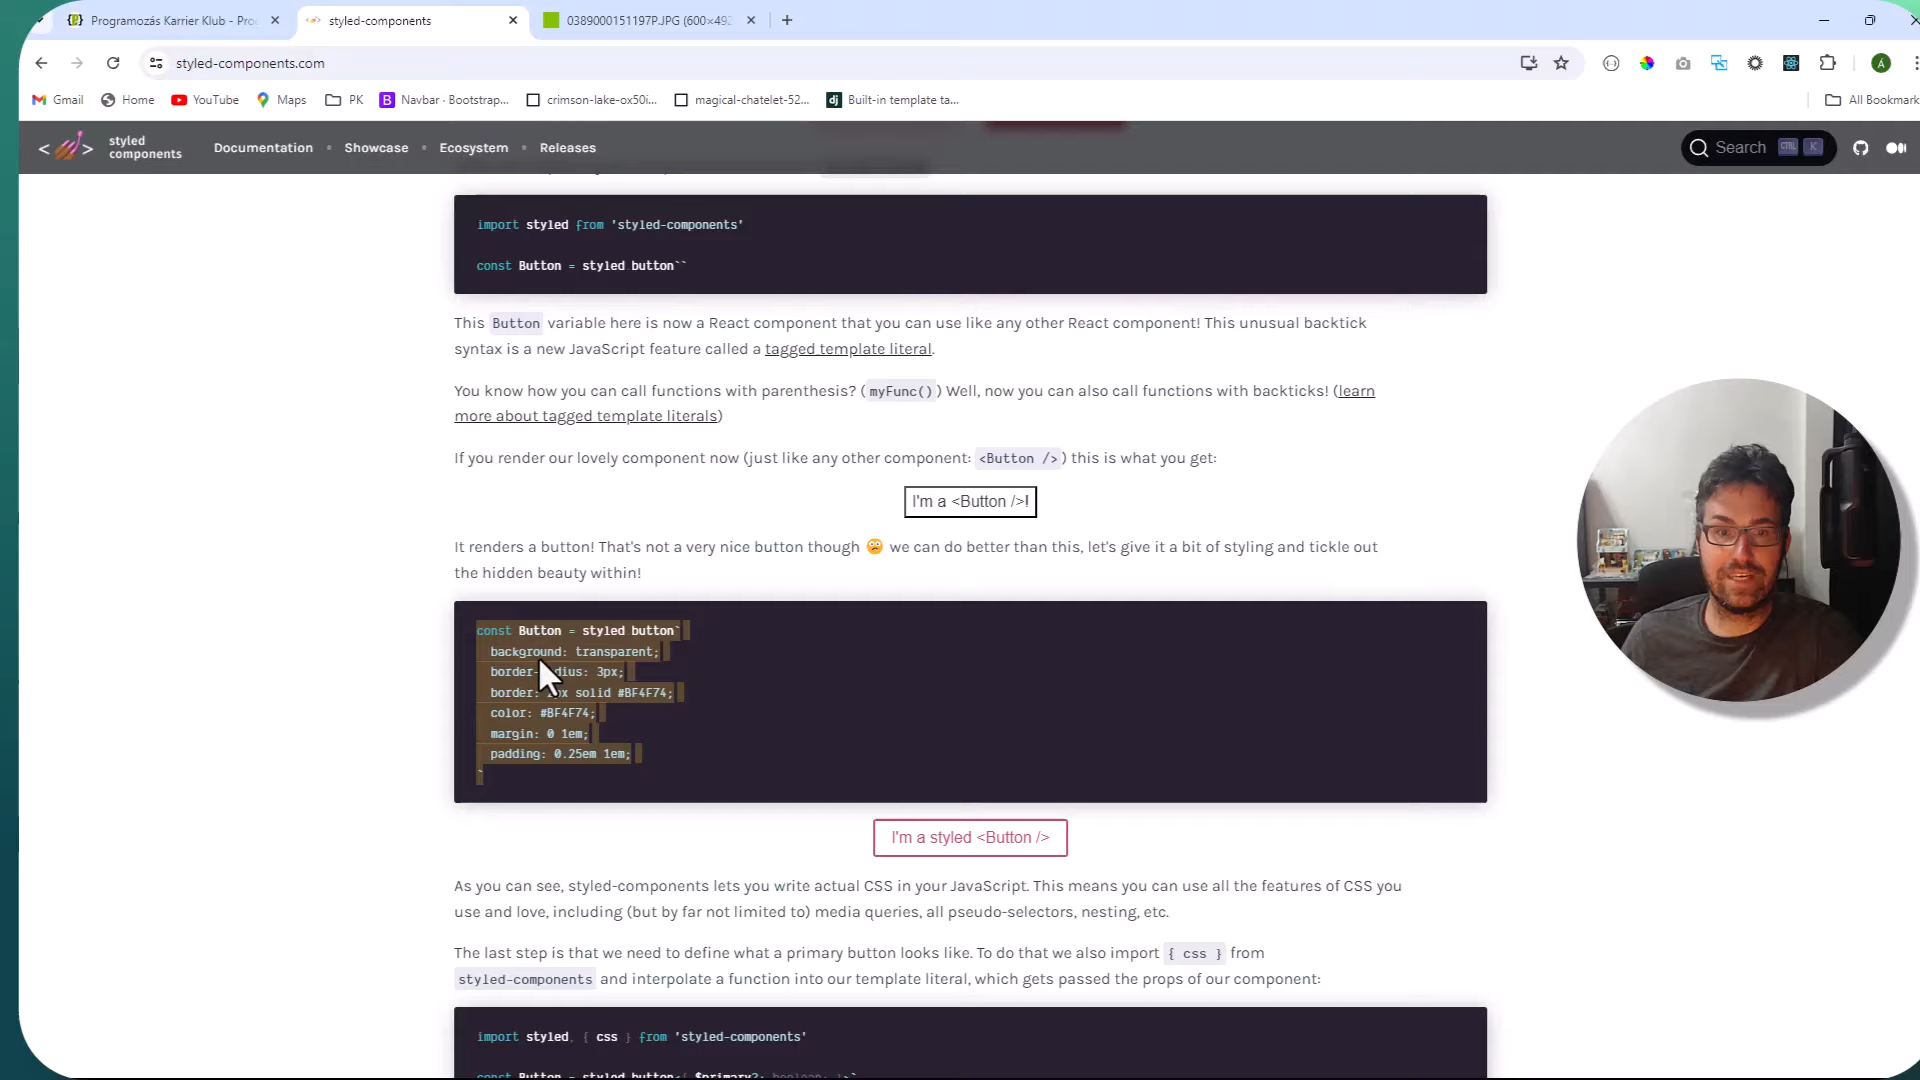 Programozás Karrier Klub - Pro
styled-components
0389000151197P.JPG (600×492
styled-components.com
Á
Gmail
Home
YouTube
Maps
PK
B
Navbar · Bootstrap...
crimson-lake-ox50i...
magical-chatelet-52...
dj
Built-in template ta...
All Bookmark
styled
components
Documentation
Showcase
Ecosystem
Releases
Search
CTRL
K
import styled from 'styled-components'
const Button = styled.button``
This Button variable here is now a React component that you can use like any other React component! This unusual backtick
syntax is a new JavaScript feature called a tagged template literal.
You know how you can call functions with parenthesis? (myFunc()) Well, now you can also call functions with backticks! (learn
more about tagged template literals)
If you render our lovely component now (just like any other component: <Button />) this is what you get:
I'm a <Button />!
It renders a button! That's not a very nice button though 😕 we can do better than this, let's give it a bit of styling and tickle out
the hidden beauty within!
const Button = styled.button`
background: transparent;
border- dius: 3px;
border: px solid #BF4F74;
color: #BF4F74;
margin: 0 1em;
padding: 0.25em 1em;
`
I'm a styled <Button />
As you can see, styled-components lets you write actual CSS in your JavaScript. This means you can use all the features of CSS you
use and love, including (but by far not limited to) media queries, all pseudo-selectors, nesting, etc.
The last step is that we need to define what a primary button looks like. To do that we also import { css } from
styled-components and interpolate a function into our template literal, which gets passed the props of our component:
import styled, { css } from 'styled-components'
const Button = styled.button<{ $primary?: boolean; }>`